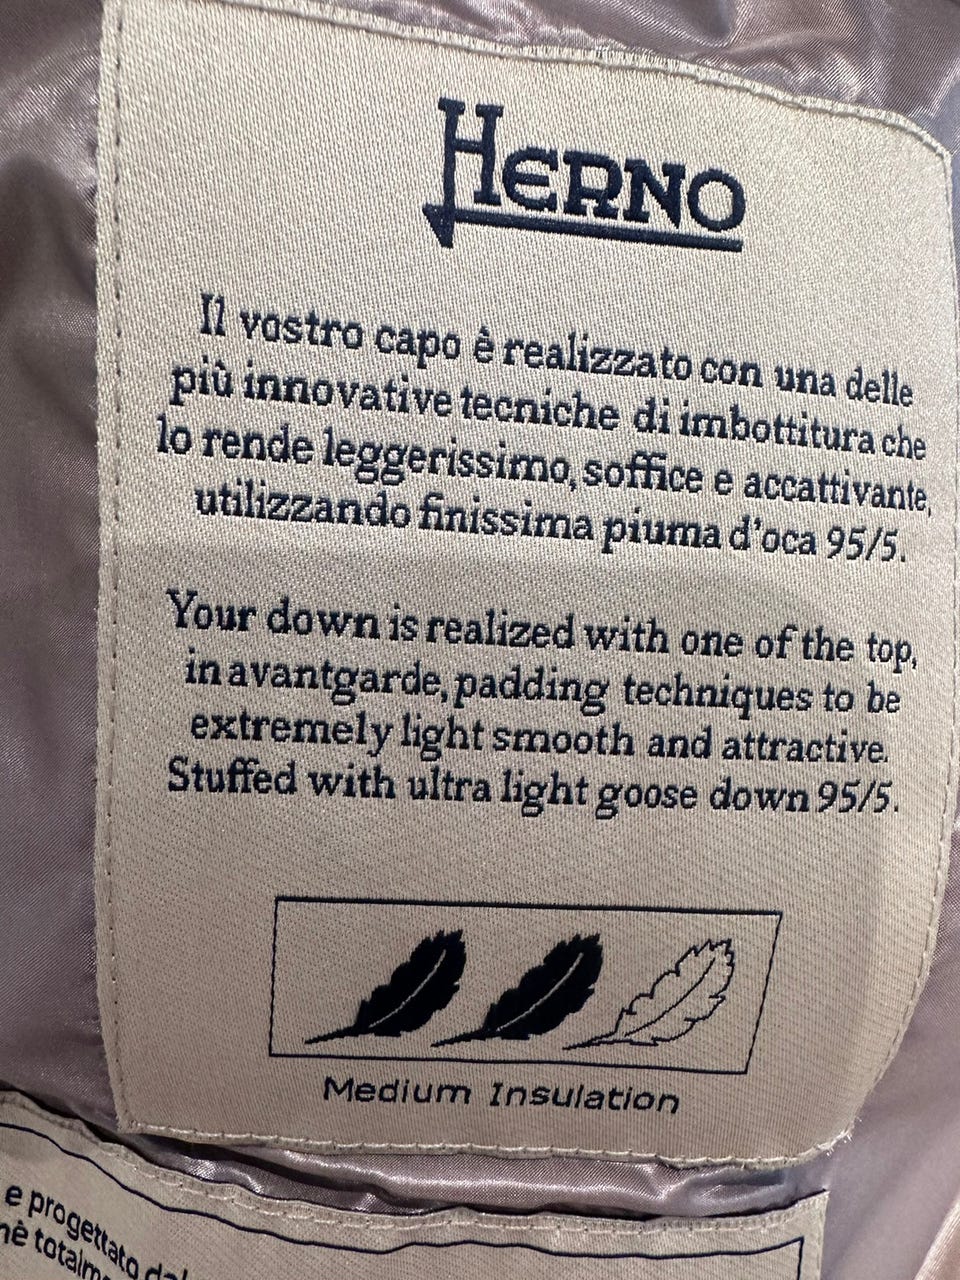 HERNO
Il vostro capo è realizzato con una delle
più innovative tecniche di imbottitura che
lo rende leggerissimo, soffice e accattivante,
utilizzando finissima piuma d'oca 95/5.
Your down is realized with one of the top,
in avantgarde, padding techniques to be
extremely light smooth and attractive.
Stuffed with ultra light goose down 95/5.
Medium Insulation
e progettato
totalm